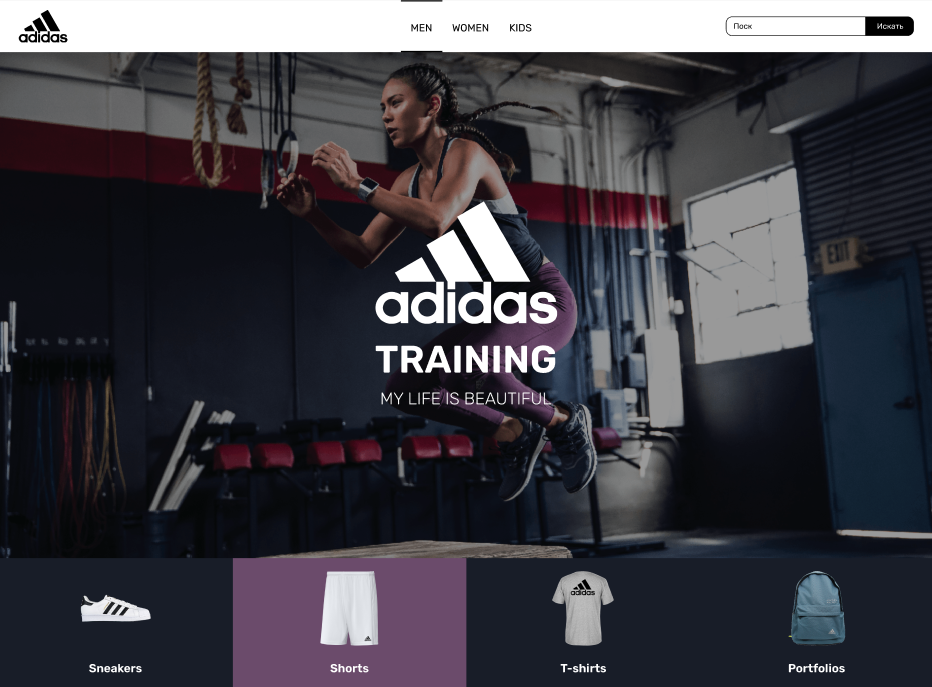 adidas
MEN WOMEN KIDS
Поск
Искать
EXIT
adidas
TRAINING
MY LIFE IS BEAUTIFUL
adidas
Sneakers
Shorts
T-shirts
Portfolios